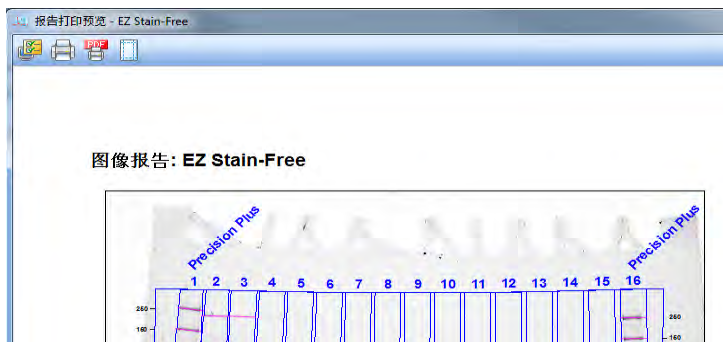 报告打印预览 - EZ Stain-Free
PDF
图像报告: EZ Stain-Free
Precision Plus Precision Plus
1 2 3 4 5 6 7 8 9 10 11 12 13 14 15 16
250 250
150 150